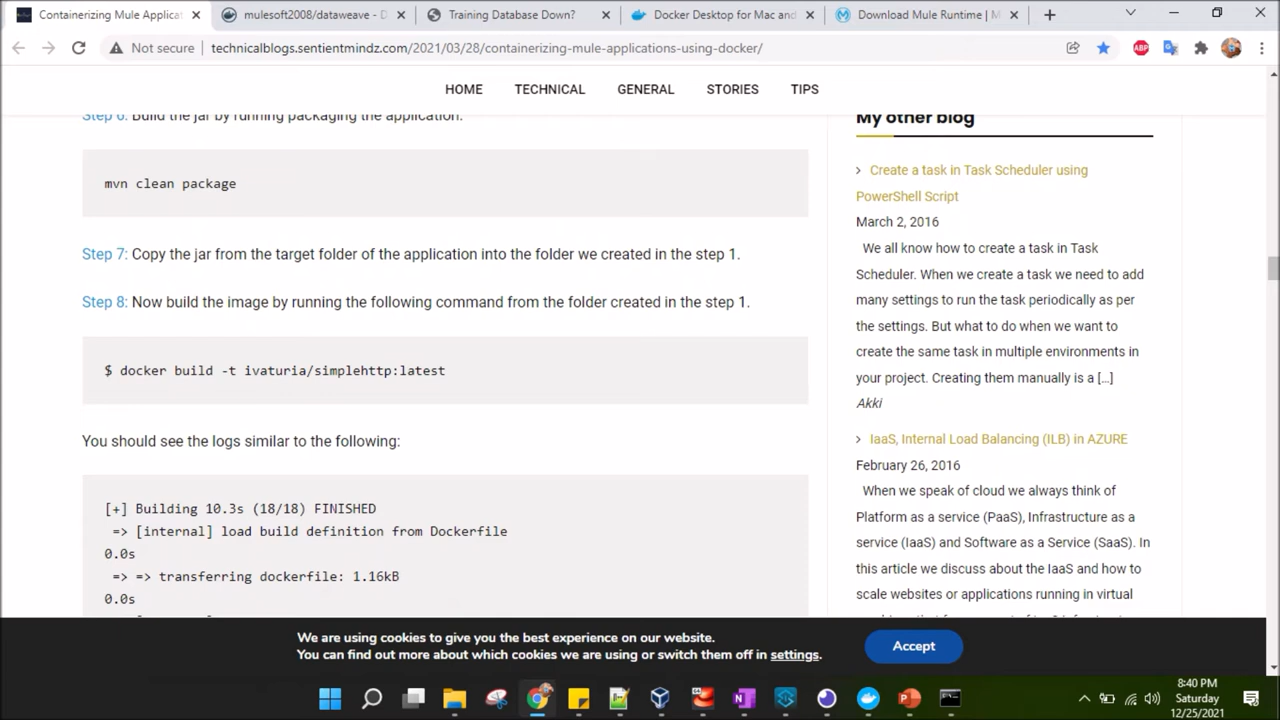 Containerizing Mule Applicat
mulesoft2008/dataweave - D
Training Database Down?
Docker Desktop for Mac and
Download Mule Runtime | M
Not secure
technicalblogs.sentientmindz.com/2021/03/28/containerizing-mule-applications-using-docker/
ABP
HOME
TECHNICAL
GENERAL
STORIES
TIPS
Step 6: Build the jar by running packaging the application.
mvn clean package
Step 7: Copy the jar from the target folder of the application into the folder we created in the step 1.
Step 8: Now build the image by running the following command from the folder created in the step 1.
$ docker build -t ivaturia/simplehttp:latest
You should see the logs similar to the following:
[+] Building 10.3s (18/18) FINISHED
=> [internal] load build definition from Dockerfile
0.0s
=> => transferring dockerfile: 1.16kB
0.0s
My other blog
Create a task in Task Scheduler using
PowerShell Script
March 2, 2016
We all know how to create a task in Task
Scheduler. When we create a task we need to add
many settings to run the task periodically as per
the settings. But what to do when we want to
create the same task in multiple environments in
your project. Creating them manually is a […]
Akki
IaaS, Internal Load Balancing (ILB) in AZURE
February 26, 2016
When we speak of cloud we always think of
Platform as a service (PaaS), Infrastructure as a
service (IaaS) and Software as a Service (SaaS). In
this article we discuss about the IaaS and how to
scale websites or applications running in virtual
We are using cookies to give you the best experience on our website.
You can find out more about which cookies we are using or switch them off in settings.
Accept
8:40 PM
Saturday
12/25/2021